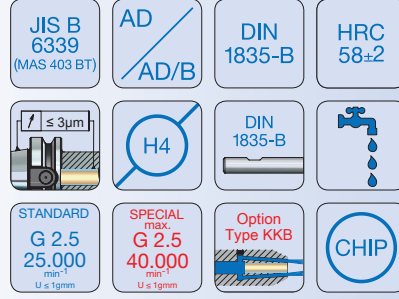 JIS B
6339
(MAS 403 BT)
AD
AD/B
DIN
1835-B
HRC
58±2
≤ 3µm
H4
DIN
1835-B
STANDARD
G 2.5
25.000
min⁻¹
U ≤ 1gmm
SPECIAL
max.
G 2.5
40.000
min⁻¹
U ≤ 1gmm
Option
Type KKB
CHIP